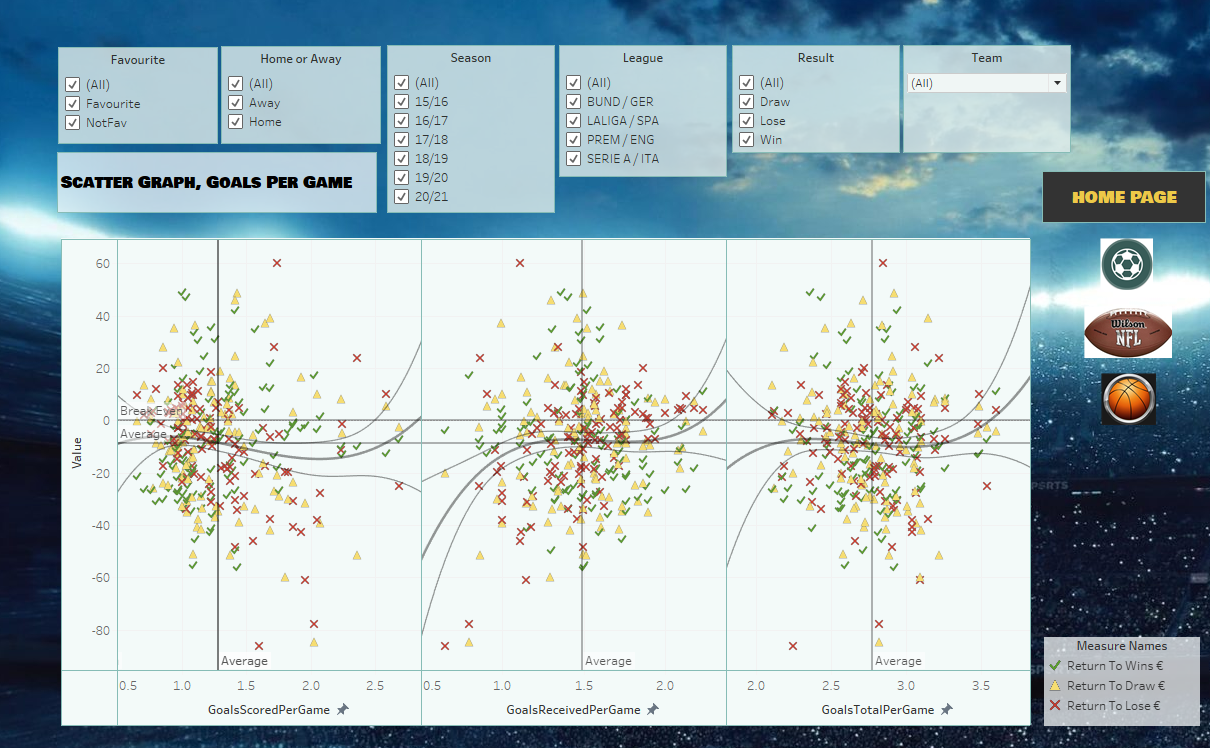 Favourite
(All)
Favourite
NotFav
Home or Away
(All)
Away
Home
Season
(All)
15/16
16/17
17/18
18/19
19/20
20/21
League
(All)
BUND / GER
LALIGA / SPA
PREM / ENG
SERIE A / ITA
Result
(All)
Draw
Lose
Win
Team
(All)
Scatter Graph, Goals Per Game
HOME PAGE
Wilson
NFL
Value
60
40
20
0
-20
-40
-60
-80
Break Even
Average
Average
Average
Average
0.5 1.0 1.5 2.0 2.5
0.5 1.0 1.5 2.0
2.0 2.5 3.0 3.5
GoalsScoredPerGame
GoalsReceivedPerGame
GoalsTotalPerGame
Measure Names
Return To Wins €
Return To Draw €
Return To Lose €